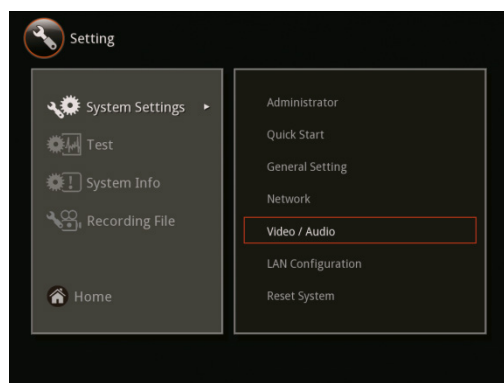 Setting
System Settings
Test
System Info
Recording File
Home
Administrator
Quick Start
General Setting
Network
Video / Audio
LAN Configuration
Reset System